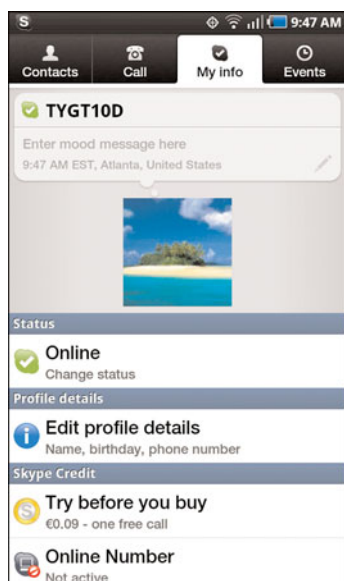 S 9:47 AM
Contacts Call My info Events
TYGT10D
Enter mood message here
9:47 AM EST, Atlanta, United States
Status
Online
Change status
Profile details
Edit profile details
Name, birthday, phone number
Skype Credit
Try before you buy
€0.09 - one free call
Online Number
Not active